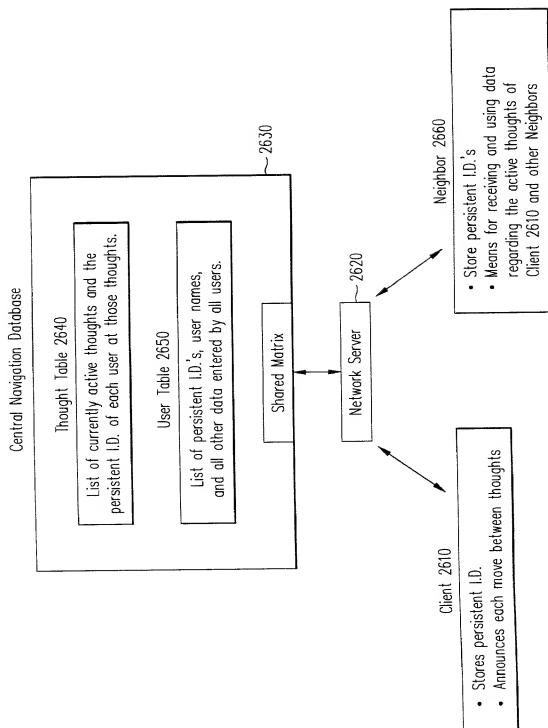 Central Navigation Database
Thought Table 2640
List of currently active thoughts and the
persistent I.D. of each user at those thoughts.
User Table 2650
List of persistent I.D.'s, user names,
and all other data entered by all users.
Shared Matrix
2630
Network Server
2620
Client 2610
• Stores persistent I.D.
• Announces each move between thoughts
Neighbor 2660
• Store persistent I.D.'s
• Means for receiving and using data
regarding the active thoughts of
Client 2610 and other Neighbors